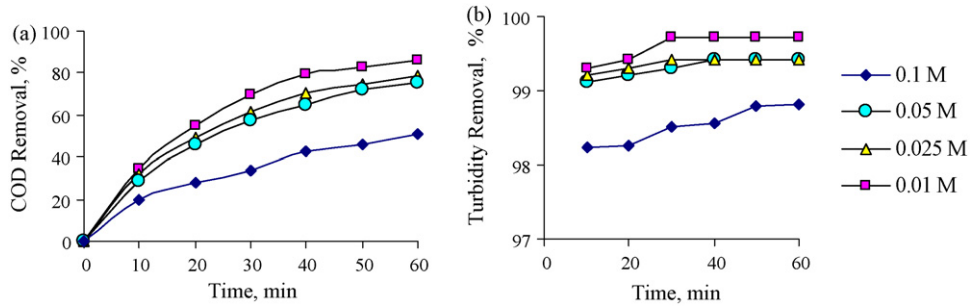 (a)
COD Removal, %
100
80
60
40
20
0
0 10 20 30 40 50 60
Time, min
(b)
Turbidity Removal, %
100
99
98
97
0 20 40 60
Time, min
0.1 M
0.05 M
0.025 M
0.01 M